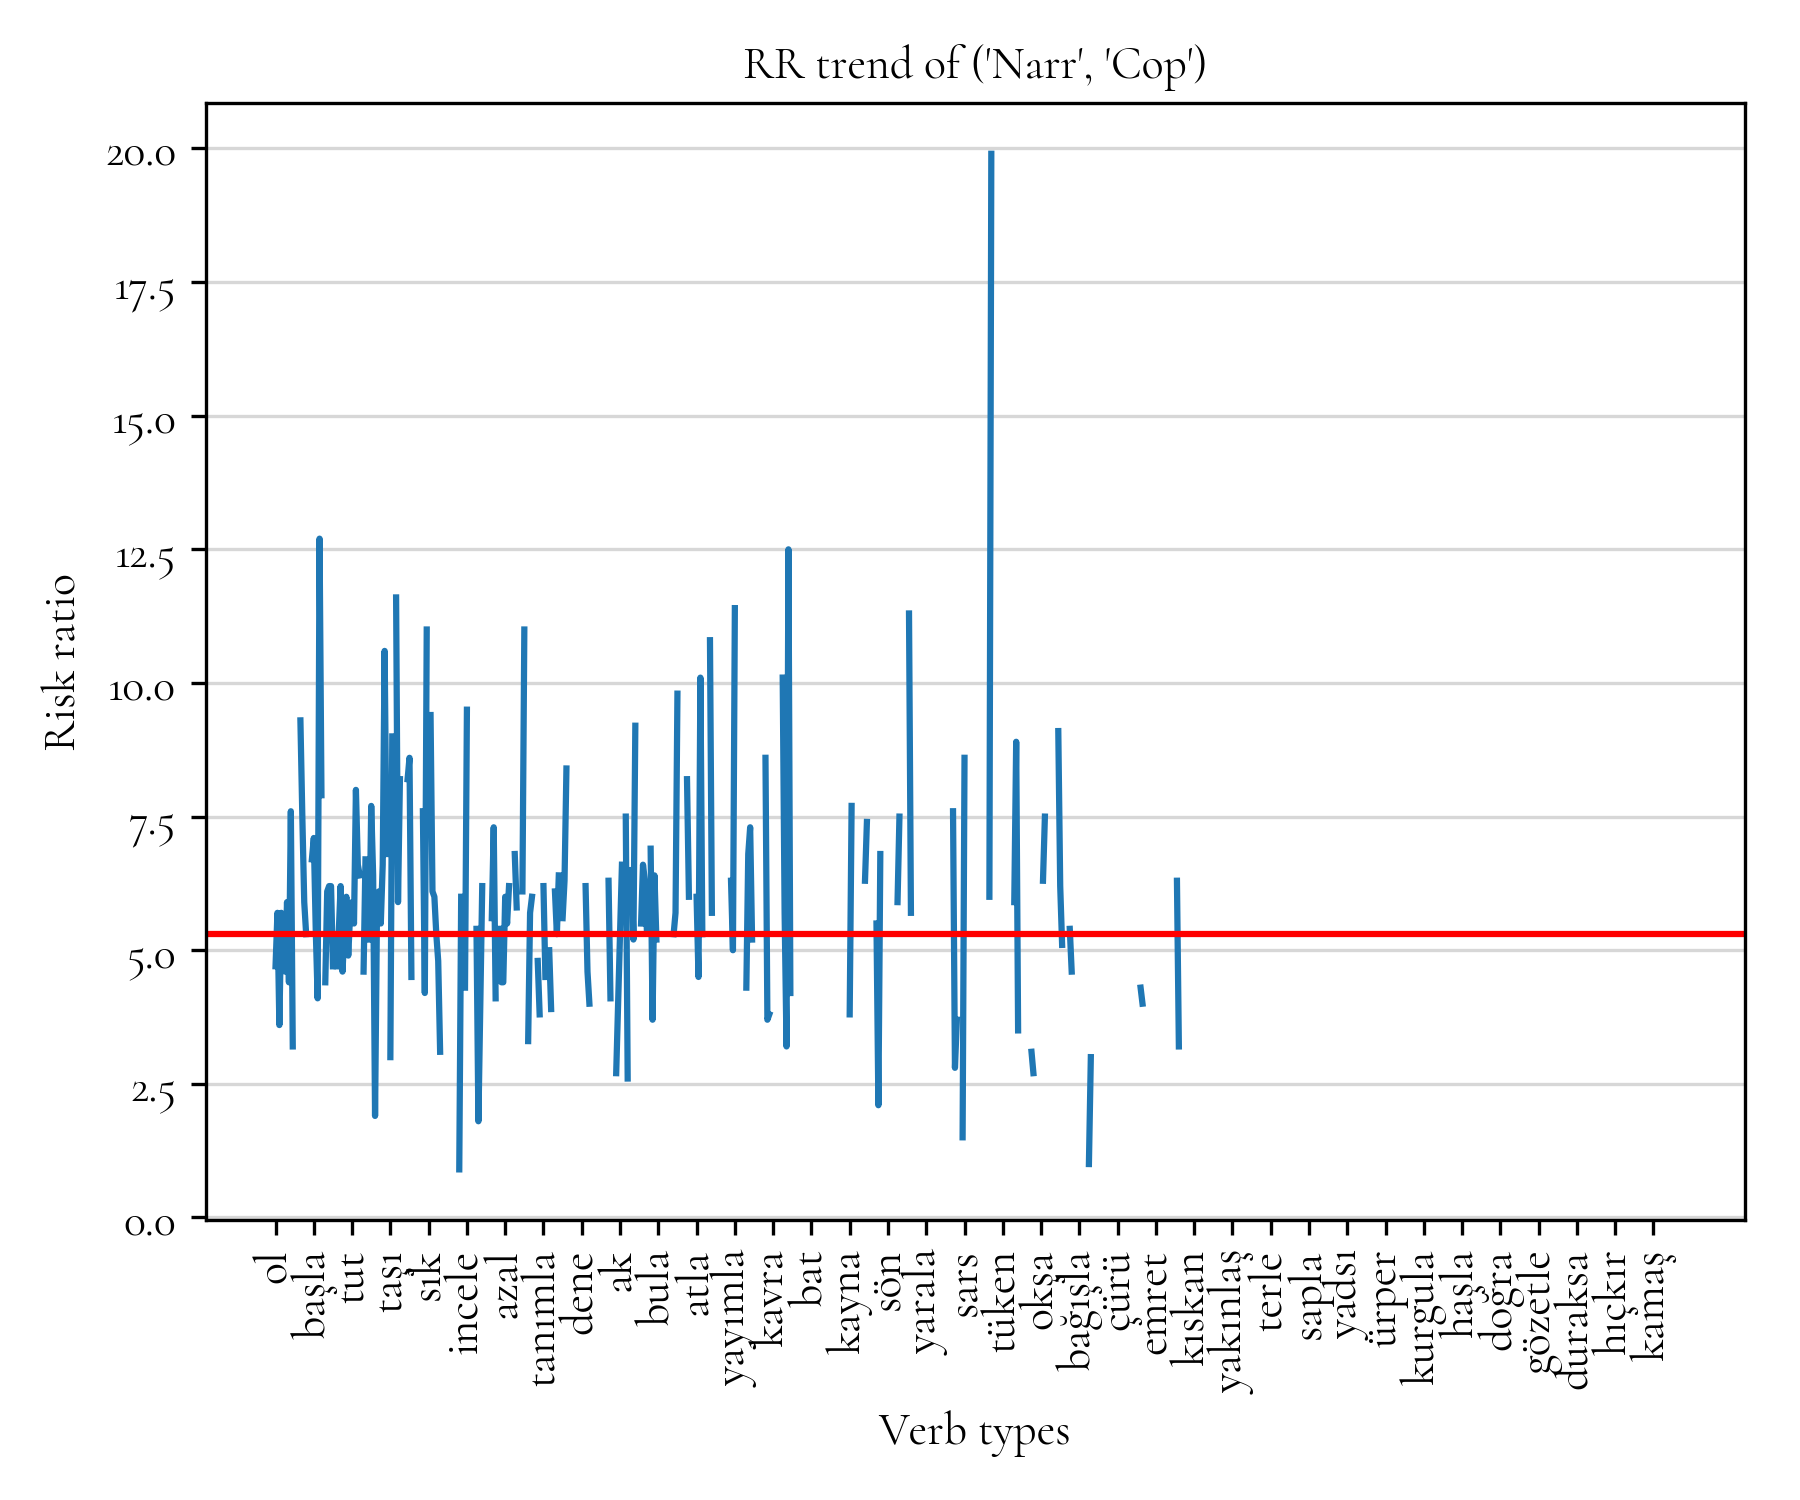 RR trend of ('Narr', 'Cop')
20.0
17.5
15.0
12.5
10.0
7.5
5.0
2.5
0.0
Risk ratio
ol
başla
tut
taşı
sık
incele
azal
tanımla
dene
ak
bula
atla
yayımla
kavra
bat
kayna
sön
yarala
sars
tüken
okşa
bağışla
çürü
emret
kıskan
yakınlaş
terle
sapla
yadsı
ürper
kurgula
haşla
doğra
gözetle
duraksa
hıçkır
kamaş
Verb types